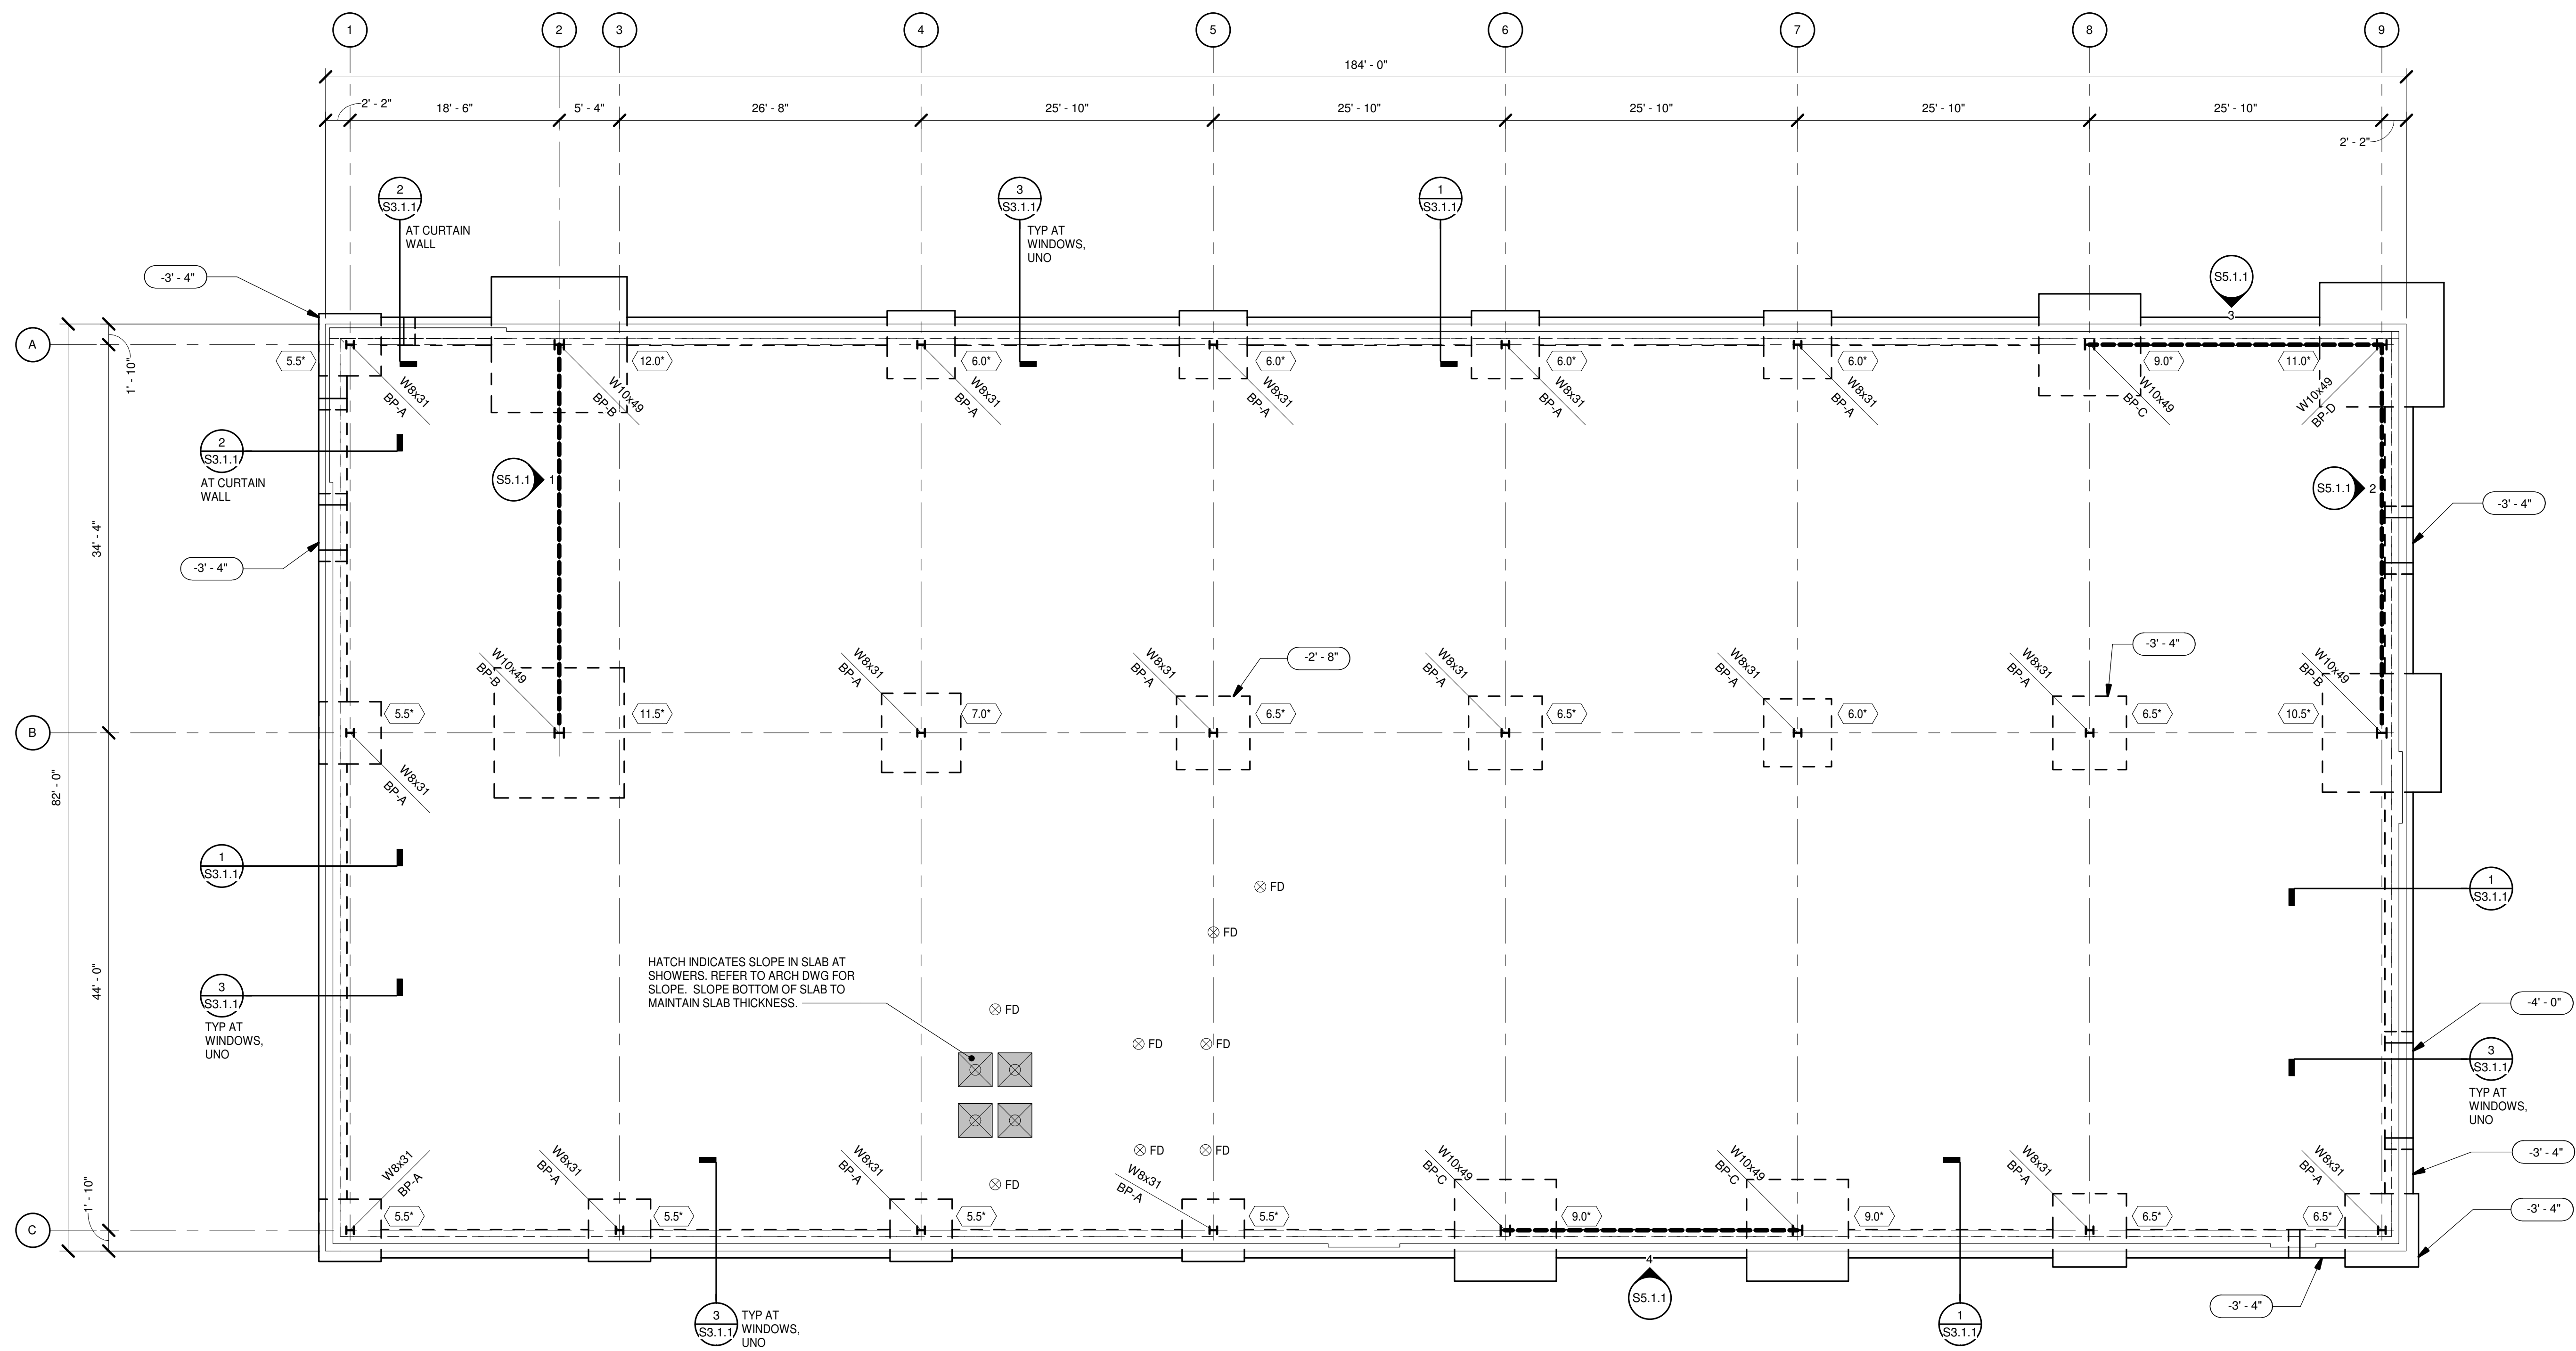 1
2
3
4
5
6
7
8
9
184' - 0"
2' - 2"
18' - 6"
5' - 4"
26' - 8"
25' - 10"
25' - 10"
25' - 10"
25' - 10"
25' - 10"
2' - 2"
2
S3.1.1
AT CURTAIN
WALL
3
S3.1.1
TYP AT
WINDOWS,
UNO
1
S3.1.1
-3' - 4"
S5.1.1
3
A
1' - 10"
5.5*
W8x31
BP-A
12.0*
W10x49
BP-B
6.0*
W8x31
BP-A
6.0*
W8x31
BP-A
6.0*
W8x31
BP-A
6.0*
W8x31
BP-A
9.0*
W10x49
BP-C
11.0*
W10x49
BP-D
2
S3.1.1
AT CURTAIN
WALL
S5.1.1
1
S5.1.1
2
-3' - 4"
34' - 4"
-3' - 4"
82' - 0"
B
5.5*
W8x31
BP-A
W10x49
BP-B
11.5*
W8x31
BP-A
7.0*
W8x31
BP-A
6.5*
-2' - 8"
W8x31
BP-A
6.5*
W8x31
BP-A
6.0*
W8x31
BP-A
6.5*
-3' - 4"
W10x49
BP-B
10.5*
1
S3.1.1
FD
FD
1
S3.1.1
44' - 0"
3
S3.1.1
TYP AT
WINDOWS,
UNO
HATCH INDICATES SLOPE IN SLAB AT
SHOWERS. REFER TO ARCH DWG FOR
SLOPE. SLOPE BOTTOM OF SLAB TO
MAINTAIN SLAB THICKNESS.
FD
FD
FD
-4' - 0"
3
S3.1.1
TYP AT
WINDOWS,
UNO
FD
FD
FD
-3' - 4"
-3' - 4"
1' - 10"
C
W8x31
BP-A
5.5*
W8x31
BP-A
5.5*
W8x31
BP-A
5.5*
W8x31
BP-A
5.5*
W10x49
BP-C
9.0*
W10x49
BP-C
9.0*
W8x31
BP-A
6.5*
W8x31
BP-A
6.5*
4
S5.1.1
-3' - 4"
3
S3.1.1
TYP AT
WINDOWS,
UNO
1
S3.1.1